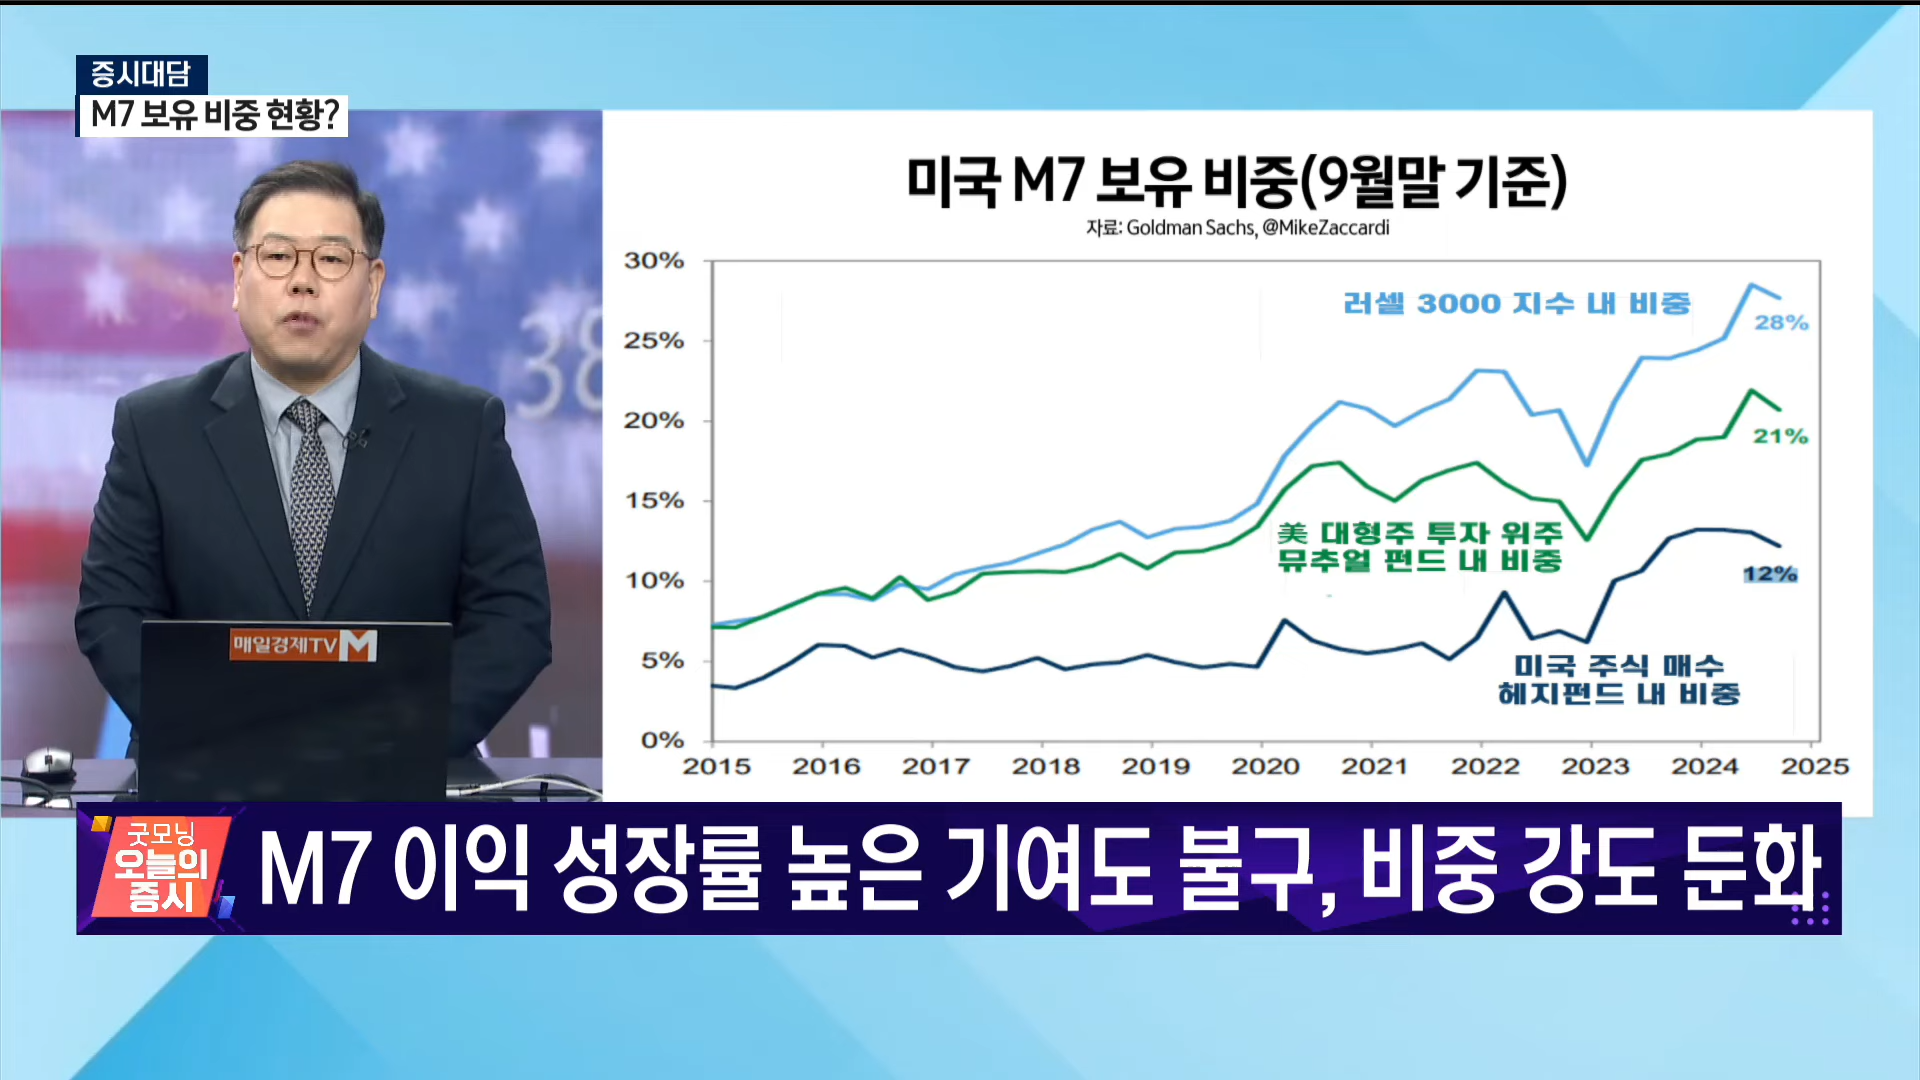 증시대담
M7 보유 비중 현황?
미국 M7 보유 비중(9월말 기준)
자료: Goldman Sachs, @MikeZaccardi
30%
25%
20%
15%
10%
5%
0%
러셀 3000 지수 내 비중
28%
21%
美 대형주 투자 위주
뮤추얼 펀드 내 비중
12%
미국 주식 매수
헤지펀드 내 비중
2015 2016 2017 2018 2019 2020 2021 2022 2023 2024 2025
38
매일경제TV M
굿모닝
오늘의
증시
M7 이익 성장률 높은 기여도 불구, 비중 강도 둔화